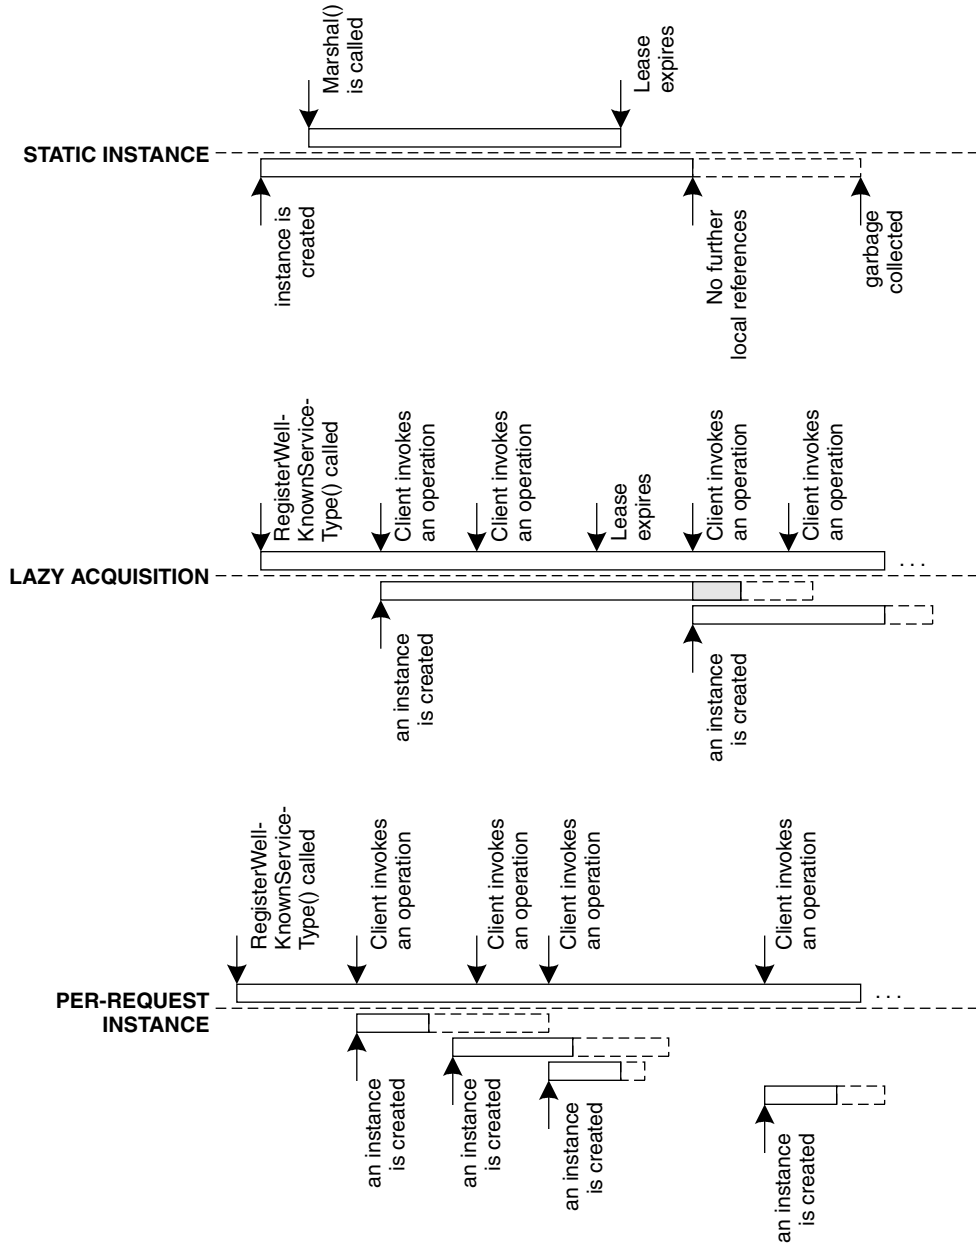 Marshal()
is called
Lease
expires
STATIC INSTANCE
instance is
created
No further
local references
garbage
collected
RegisterWell-
KnownService-
Type() called
Client invokes
an operation
Client invokes
an operation
Lease
expires
Client invokes
an operation
Client invokes
an operation
LAZY ACQUISITION
...
an instance
is created
an instance
is created
RegisterWell-
KnownService-
Type() called
Client invokes
an operation
Client invokes
an operation
Client invokes
an operation
Client invokes
an operation
PER-REQUEST
INSTANCE
...
an instance
is created
an instance
is created
an instance
is created
an instance
is created